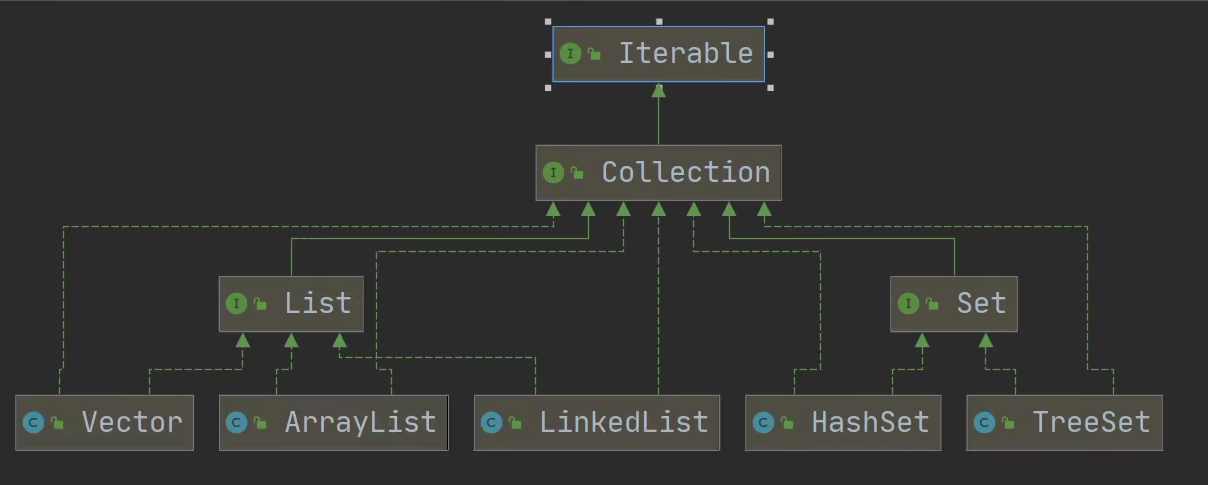 I Iterable
I Collection
I List
I Set
C Vector
C ArrayList
C LinkedList
C HashSet
C TreeSet